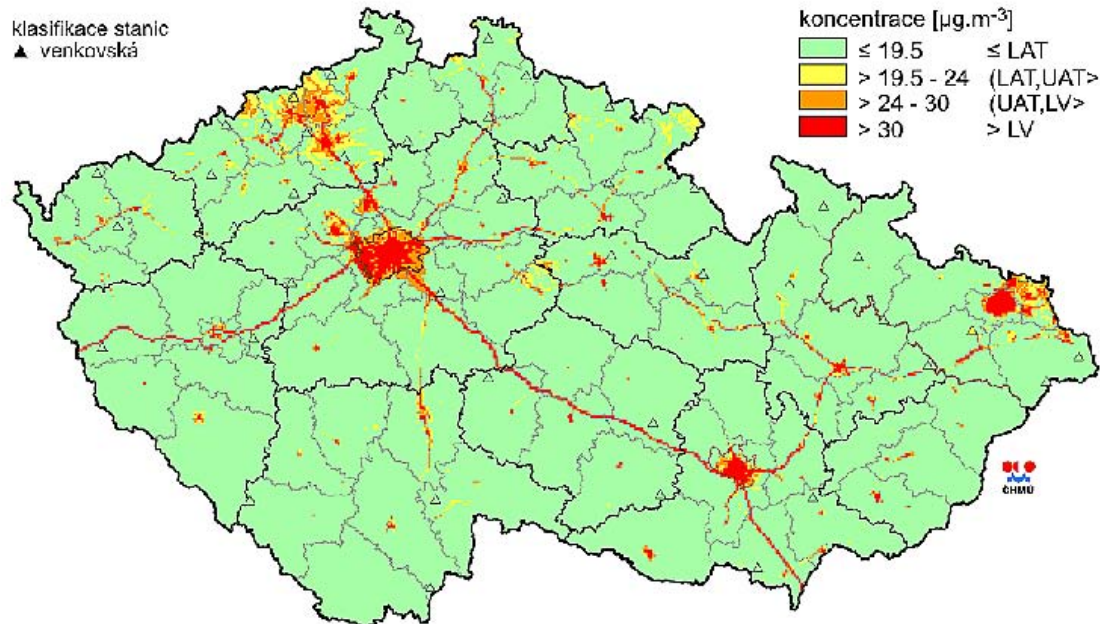 klasifikace stanic
▲ venkovská
koncentrace [µg.m⁻³]
≤ 19.5 ≤ LAT
> 19.5 - 24 (LAT,UAT>
> 24 - 30 (UAT,LV>
> 30 > LV
ČHMÚ